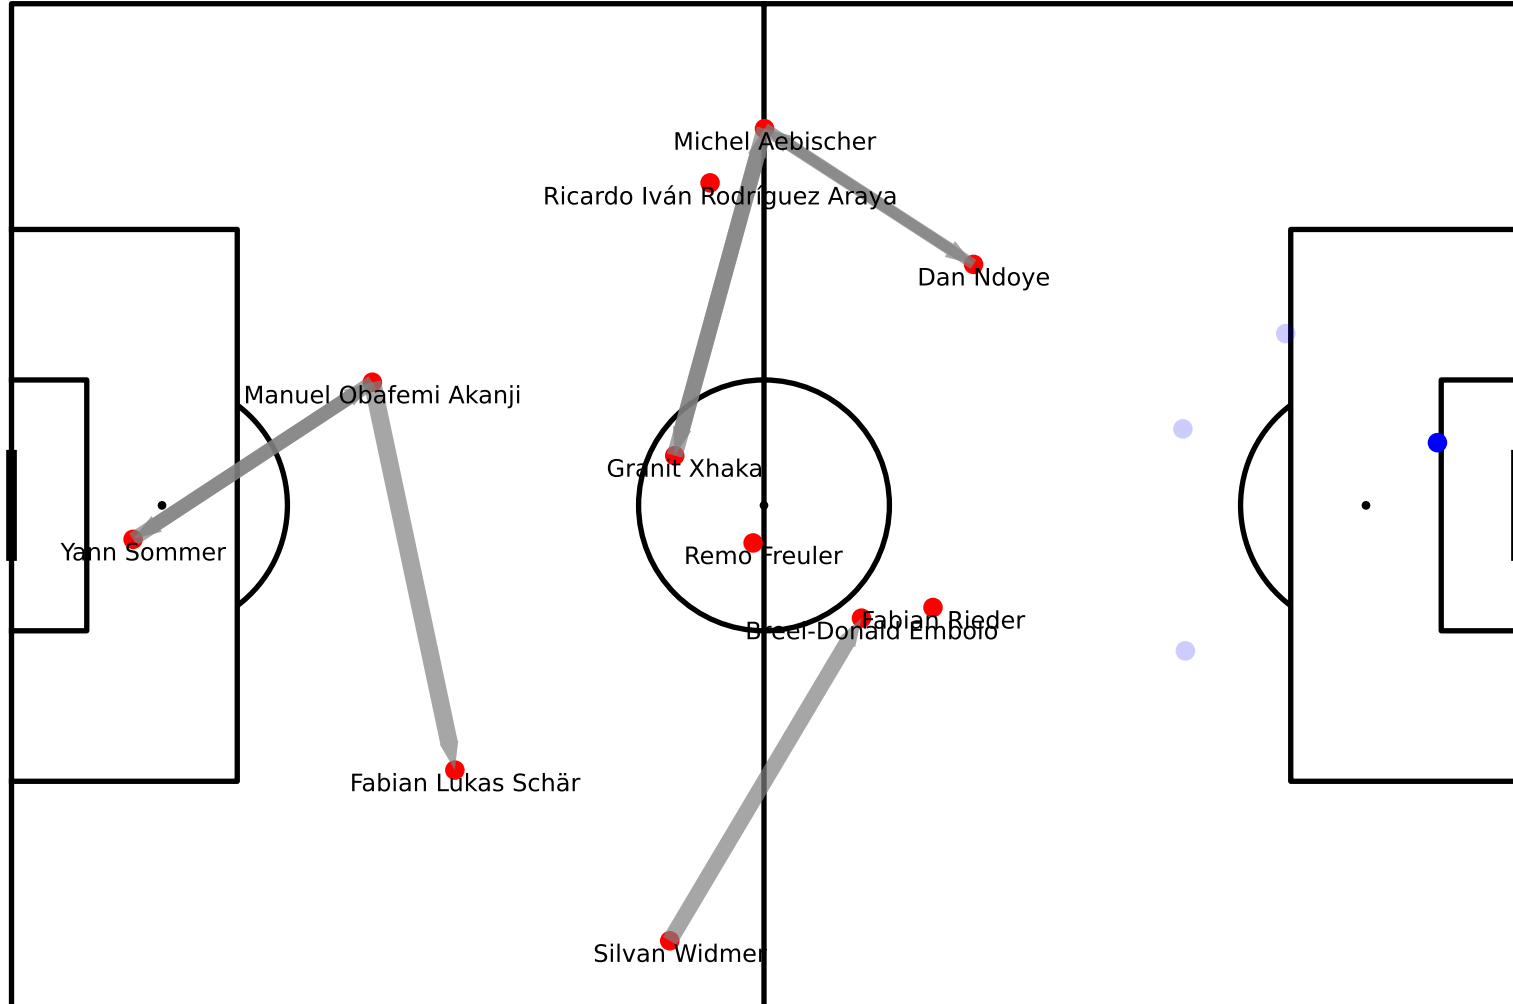 Michel Aebischer
Ricardo Iván Rodríguez Araya
Dan Ndoye
Manuel Obafemi Akanji
Granit Xhaka
Yann Sommer
Remo Freuler
Fabian Rieder
Breel-Donald Embolo
Fabian Lukas Schär
Silvan Widmer